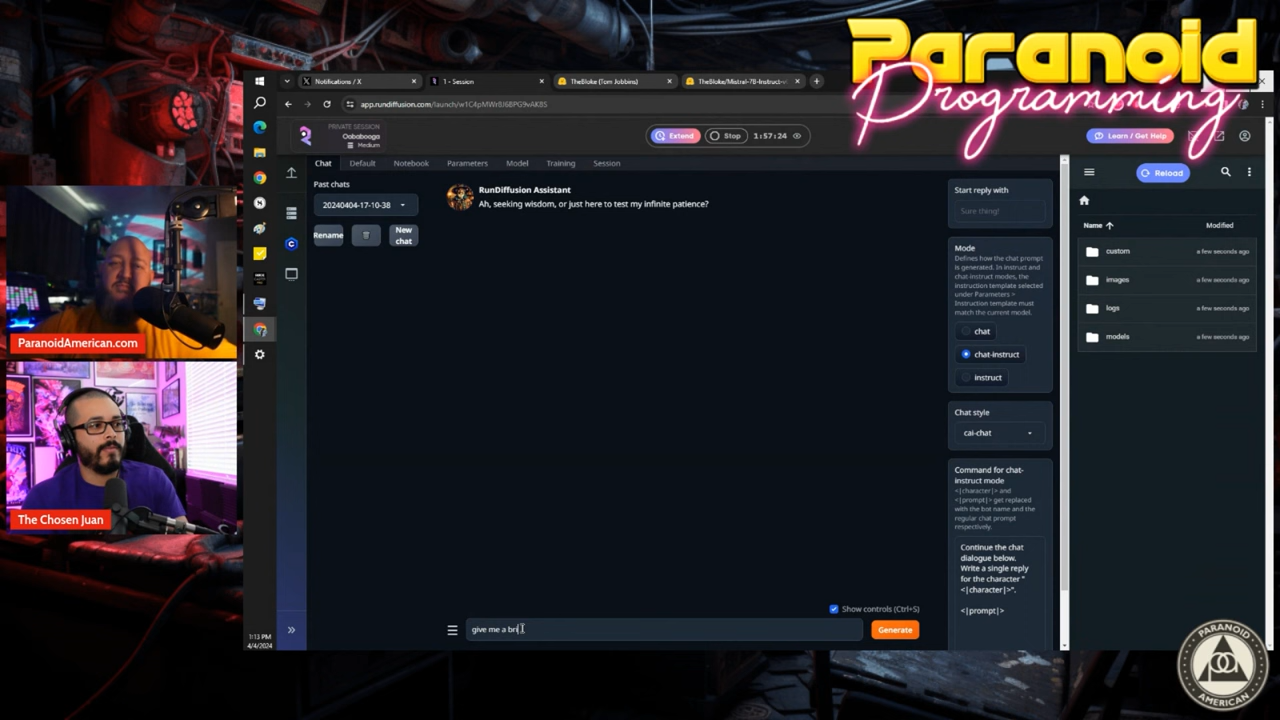 Paranoid
Programming
Notifications / X
1 - Session
TheBloke (Tom Jobbins)
TheBloke/Mistral-7B-Instruct-v
app.rundiffusion.com/launch/w1C4pMWr8J6BPG9vAK85
PRIVATE SESSION
Oobabooga
Medium
Extend
Stop
1:57:24
Learn / Get Help
Chat
Default
Notebook
Parameters
Model
Training
Session
Past chats
20240404-17-10-38
Rename
New
chat
RunDiffusion Assistant
Ah, seeking wisdom, or just here to test my infinite patience?
Start reply with
Sure thing!
Mode
Defines how the chat prompt
is generated. In instruct and
chat-instruct modes, the
instruction template selected
under Parameters >
Instruction template must
match the current model.
chat
chat-instruct
instruct
Chat style
cai-chat
Command for chat-
instruct mode
<|character|> and
<|prompt|> get replaced
with the bot name and the
regular chat prompt
respectively.
Continue the chat
dialogue below.
Write a single reply
for the character "
<|character|>".
<|prompt|>
Show controls (Ctrl+S)
give me a bri
Generate
Reload
Name
Modified
custom
a few seconds ago
images
a few seconds ago
logs
a few seconds ago
models
a few seconds ago
ParanoidAmerican.com
The Chosen Juan
1:13 PM
4/4/2024
PARANOID
pa
AMERICAN